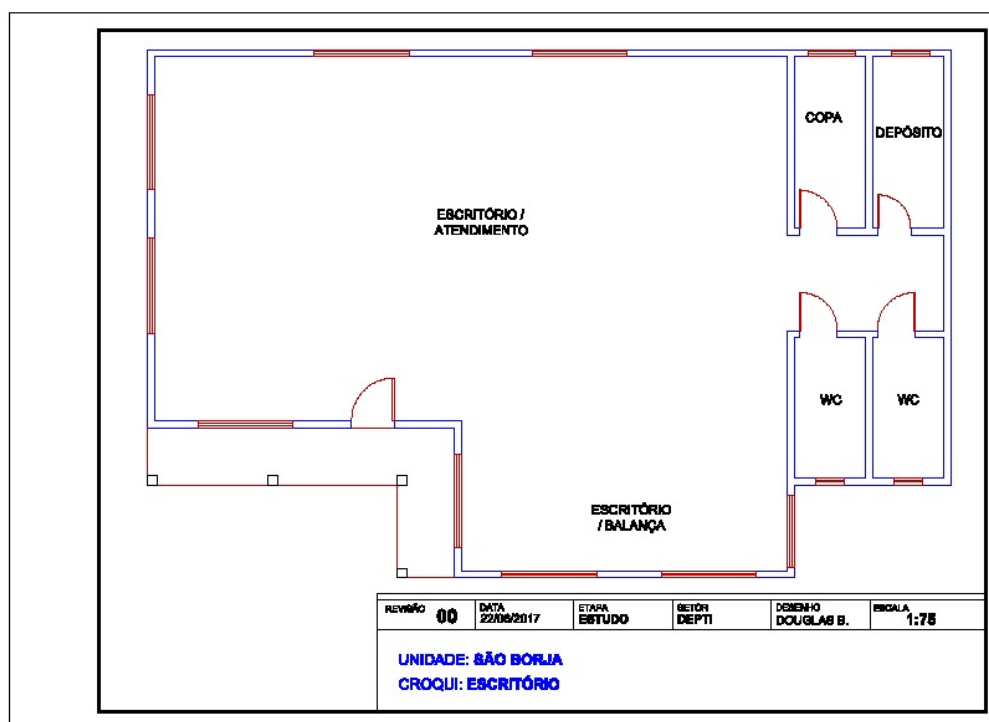 COPA
DEPÓSITO
ESCRITÓRIO /
ATENDIMENTO
WC
WC
ESCRITÓRIO
/ BALANÇA
REVISÃO 00
DATA
22/06/2017
ETAPA
ESTUDO
SETOR
DEPTI
DESENHO
DOUGLAS B.
ESCALA
1:75
UNIDADE: SÃO BORJA
CROQUI: ESCRITÓRIO